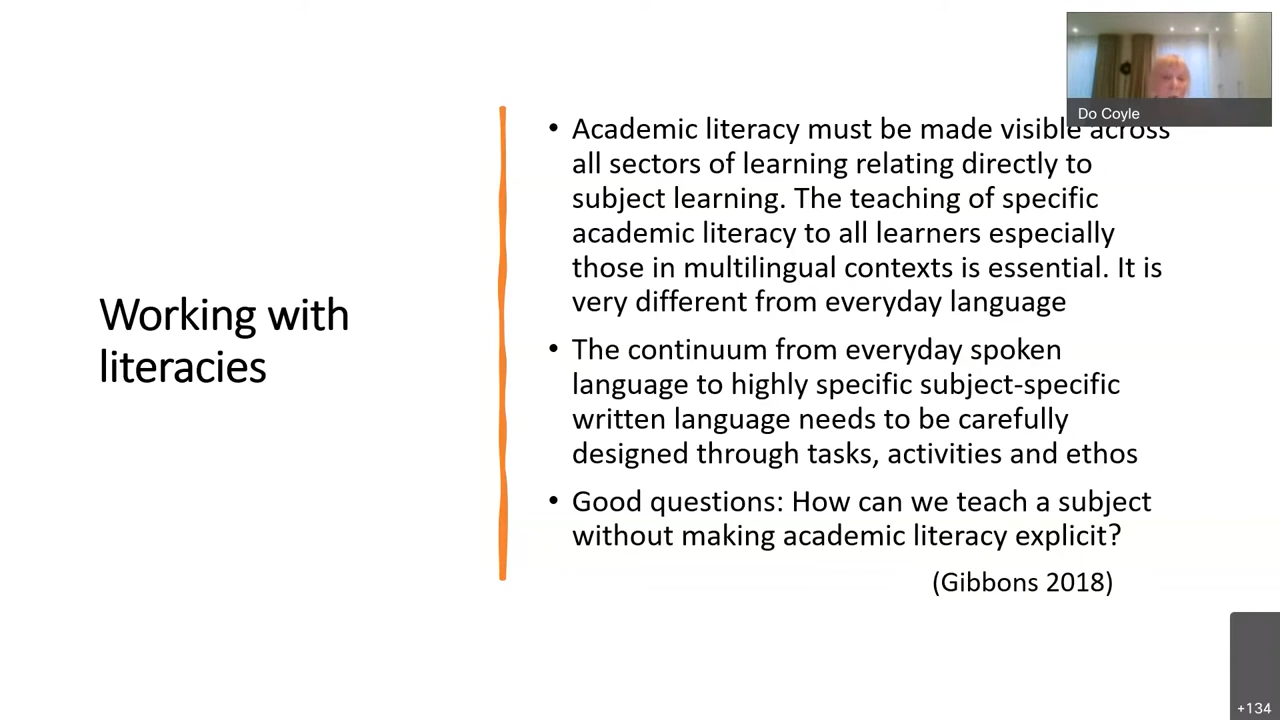 Do Coyle
Working with
literacies
• Academic literacy must be made visible across
all sectors of learning relating directly to
subject learning. The teaching of specific
academic literacy to all learners especially
those in multilingual contexts is essential. It is
very different from everyday language
• The continuum from everyday spoken
language to highly specific subject-specific
written language needs to be carefully
designed through tasks, activities and ethos
• Good questions: How can we teach a subject
without making academic literacy explicit?
(Gibbons 2018)
+134